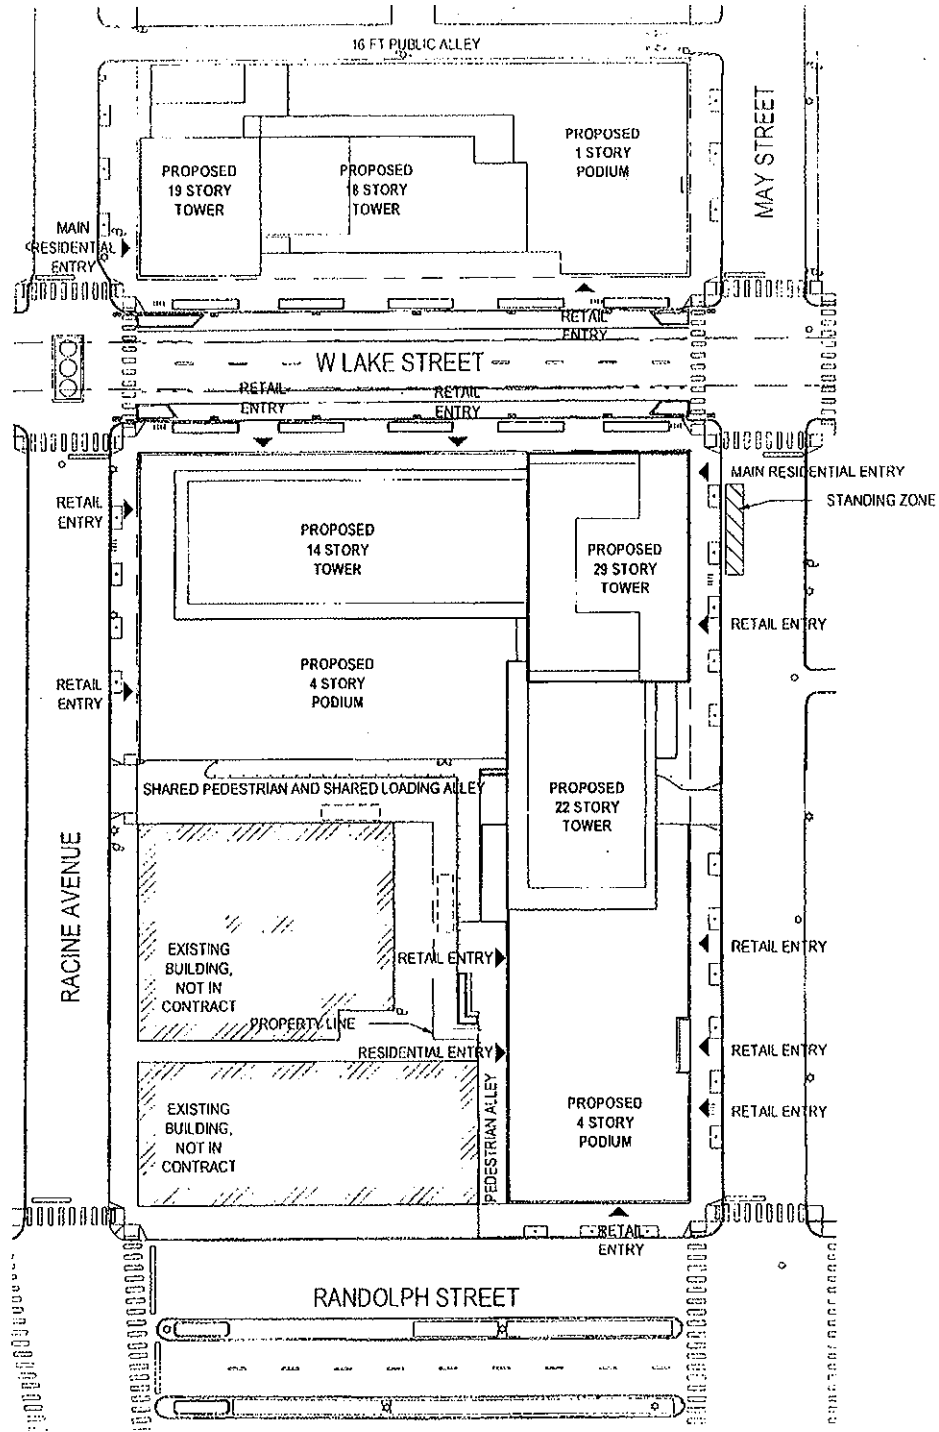 16 FT PUBLIC ALLEY
PROPOSED
19 STORY
TOWER
PROPOSED
18 STORY
TOWER
PROPOSED
1 STORY
PODIUM
MAY STREET
MAIN
RESIDENTIAL
ENTRY
RETAIL
ENTRY
W LAKE STREET
RETAIL
ENTRY
RETAIL
ENTRY
MAIN RESIDENTIAL ENTRY
STANDING ZONE
RETAIL
ENTRY
PROPOSED
14 STORY
TOWER
PROPOSED
29 STORY
TOWER
RETAIL ENTRY
RETAIL
ENTRY
PROPOSED
4 STORY
PODIUM
SHARED PEDESTRIAN AND SHARED LOADING ALLEY
PROPOSED
22 STORY
TOWER
RACINE AVENUE
EXISTING
BUILDING,
NOT IN
CONTRACT
RETAIL ENTRY
RETAIL ENTRY
PROPERTY LINE
RESIDENTIAL ENTRY
RETAIL ENTRY
EXISTING
BUILDING,
NOT IN
CONTRACT
PEDESTRIAN ALLEY
PROPOSED
4 STORY
PODIUM
RETAIL ENTRY
RETAIL
ENTRY
RANDOLPH STREET